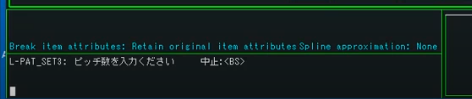 Break item attributes: Retain original item attributes Spline approximation: None
L-PAT_SET3: ピッチ数を入力ください 中止:<BS>